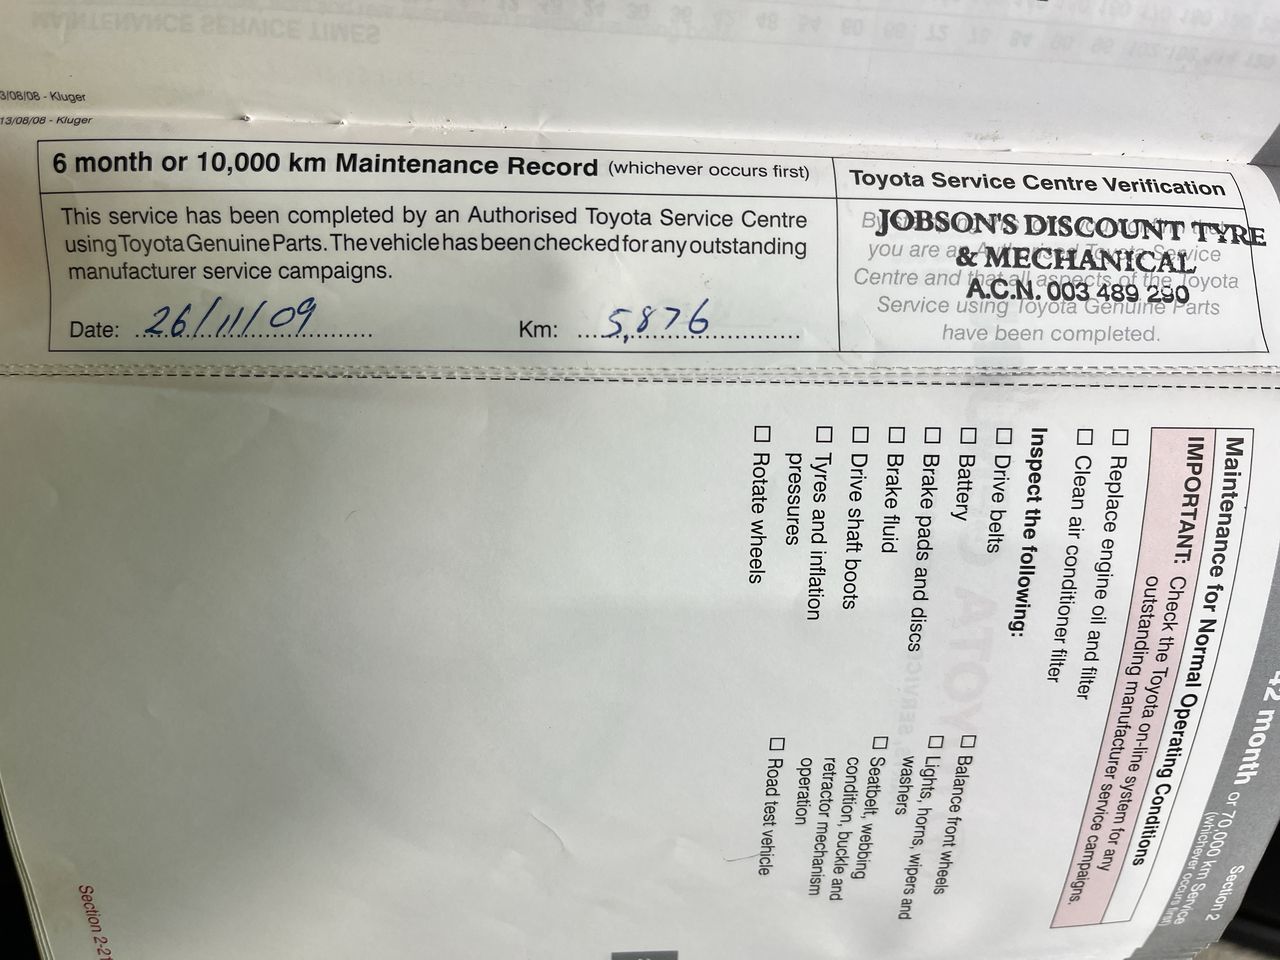 MAINTENANCE SERVICE TIMES
3/08/08 - Kluger
13/08/08 - Kluger
6 month or 10,000 km Maintenance Record (whichever occurs first)
This service has been completed by an Authorised Toyota Service Centre
using Toyota Genuine Parts. The vehicle has been checked for any outstanding
manufacturer service campaigns.
Date: 26/11/09 Km: 5,876
Toyota Service Centre Verification
JOBSON'S DISCOUNT TYRE
& MECHANICAL
A.C.N. 003 489 290
you are an Authorised Toyota Service
Centre and that all aspects of the Toyota
Service using Toyota Genuine Parts
have been completed.
Section 2
42 month or 70,000 km Service
(whichever occurs first)
Maintenance for Normal Operating Conditions
IMPORTANT: Check the Toyota on-line system for any
outstanding manufacturer service campaigns.
Replace engine oil and filter
Clean air conditioner filter
Inspect the following:
Drive belts
Battery
Brake pads and discs
Brake fluid
Drive shaft boots
Tyres and inflation
pressures
Rotate wheels
Balance front wheels
Lights, horns, wipers and
washers
Seatbelt, webbing
condition, buckle and
retractor mechanism
operation
Road test vehicle
Section 2-21